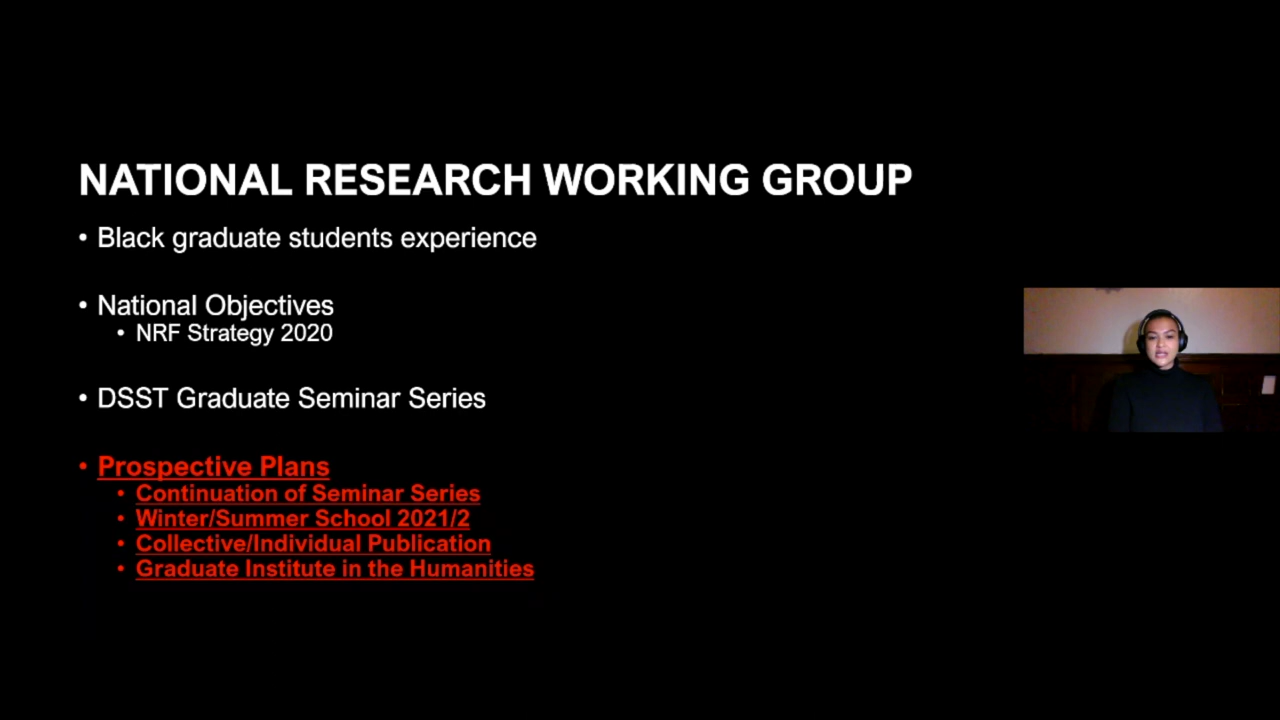 NATIONAL RESEARCH WORKING GROUP
• Black graduate students experience
• National Objectives
• NRF Strategy 2020
• DSST Graduate Seminar Series
• Prospective Plans
• Continuation of Seminar Series
• Winter/Summer School 2021/2
• Collective/Individual Publication
• Graduate Institute in the Humanities